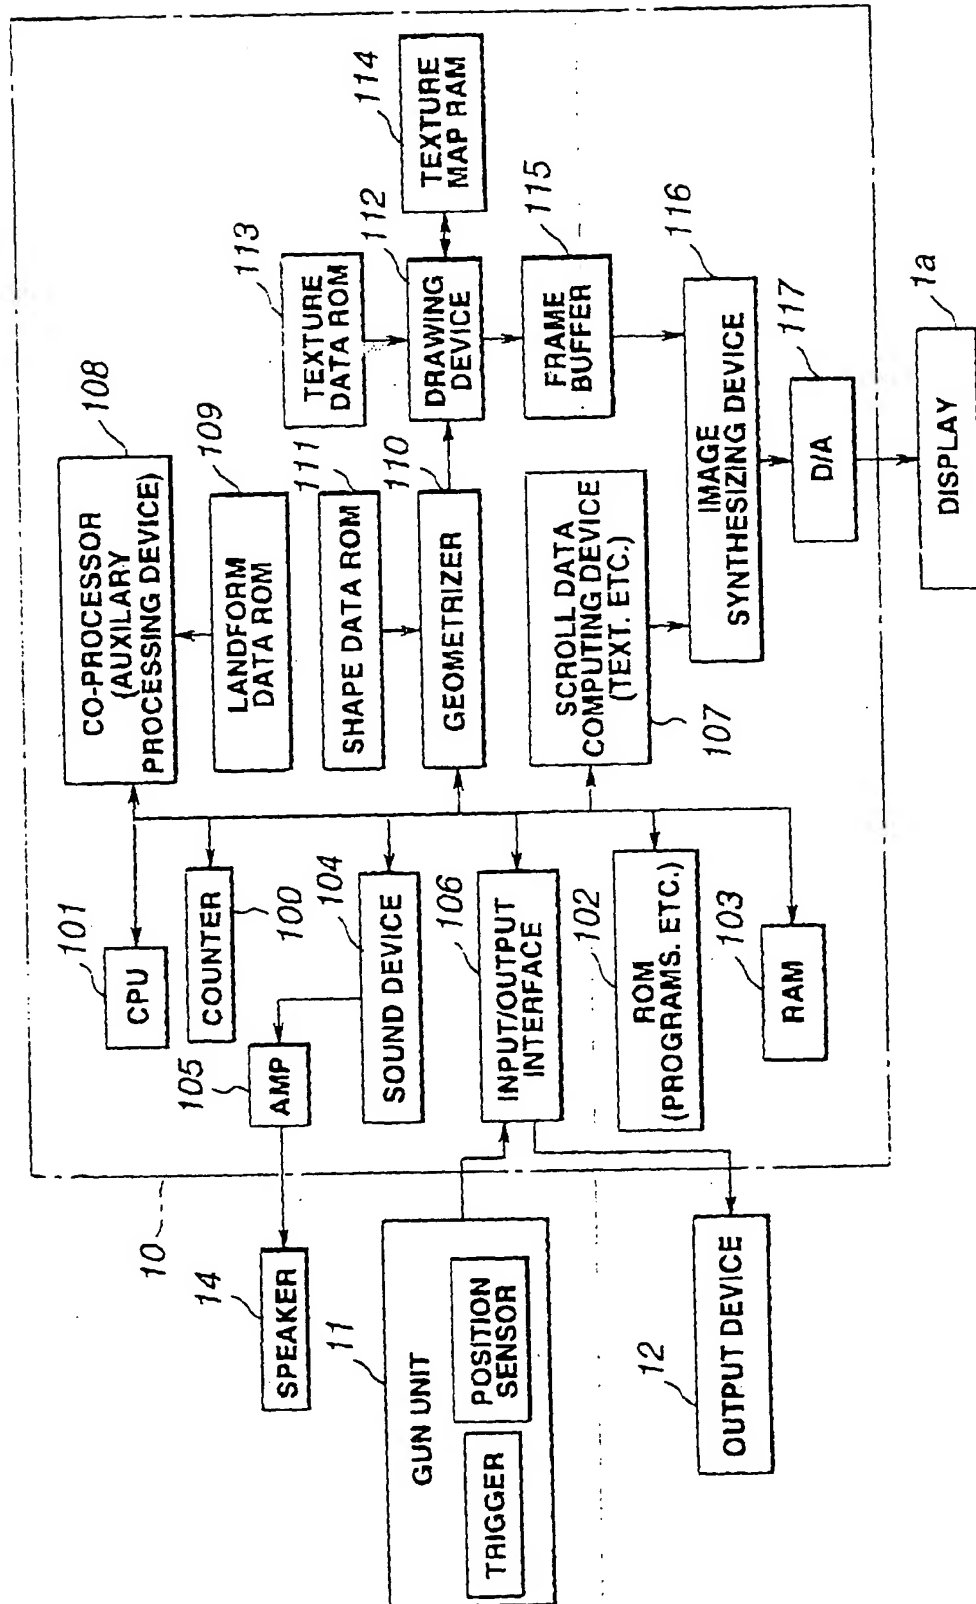 10
101
CPU
COUNTER
100
105
AMP
104
SOUND DEVICE
14
SPEAKER
11
GUN UNIT
TRIGGER
POSITION
SENSOR
106
INPUT/OUTPUT
INTERFACE
102
ROM
(PROGRAMS. ETC.)
103
RAM
12
OUTPUT DEVICE
108
CO-PROCESSOR
(AUXILARY
PROCESSING DEVICE)
109
LANDFORM
DATA ROM
111
SHAPE DATA ROM
110
GEOMETRIZER
113
TEXTURE
DATA ROM
112
DRAWING
DEVICE
114
TEXTURE
MAP RAM
115
FRAME
BUFFER
SCROLL DATA
COMPUTING DEVICE
(TEXT. ETC.)
107
116
IMAGE
SYNTHESIZING DEVICE
117
D/A
1a
DISPLAY